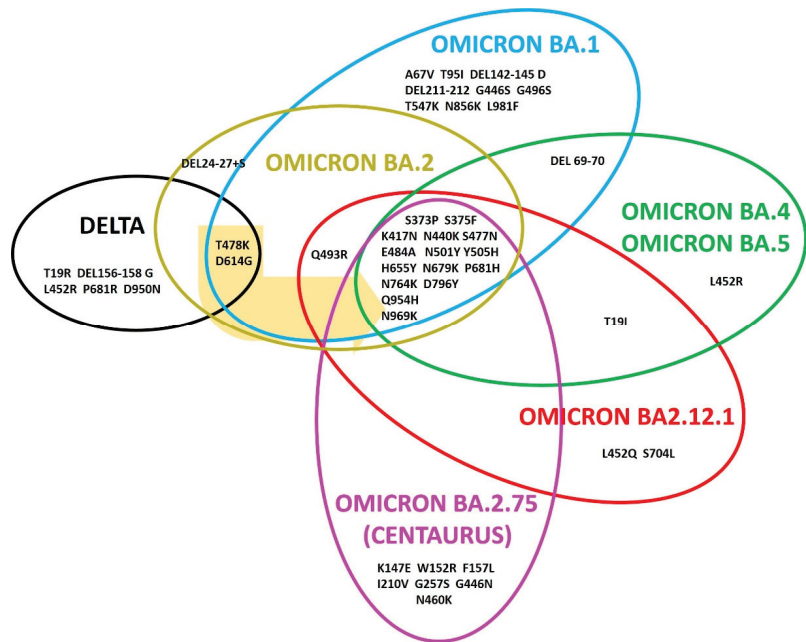 OMICRON BA.1
A67V T95I DEL142-145 D
DEL211-212 G446S G496S
T547K N856K L981F
DEL24-27+S
OMICRON BA.2
DEL 69-70
DELTA
T19R DEL156-158 G
L452R P681R D950N
T478K
D614G
Q493R
S373P S375F
K417N N440K S477N
E484A N501Y Y505H
H655Y N679K P681H
N764K D796Y
Q954H
N969K
OMICRON BA.4
OMICRON BA.5
L452R
T19I
OMICRON BA2.12.1
L452Q S704L
OMICRON BA.2.75
(CENTAURUS)
K147E W152R F157L
I210V G257S G446N
N460K